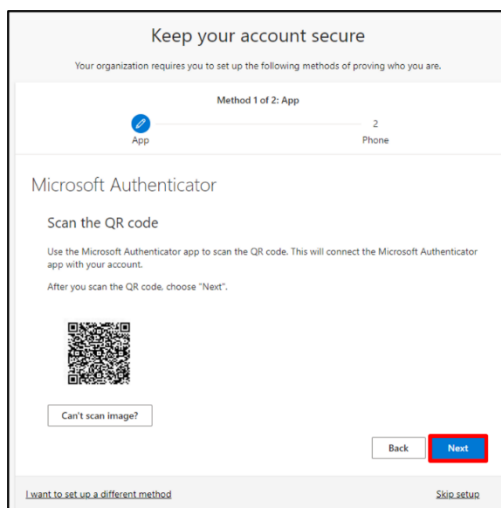 Keep your account secure
Your organization requires you to set up the following methods of proving who you are.
Method 1 of 2: App
2
App
Phone
Microsoft Authenticator
Scan the QR code
Use the Microsoft Authenticator app to scan the QR code. This will connect the Microsoft Authenticator
app with your account.
After you scan the QR code, choose "Next".
Can't scan image?
Back
Next
I want to set up a different method
Skip setup